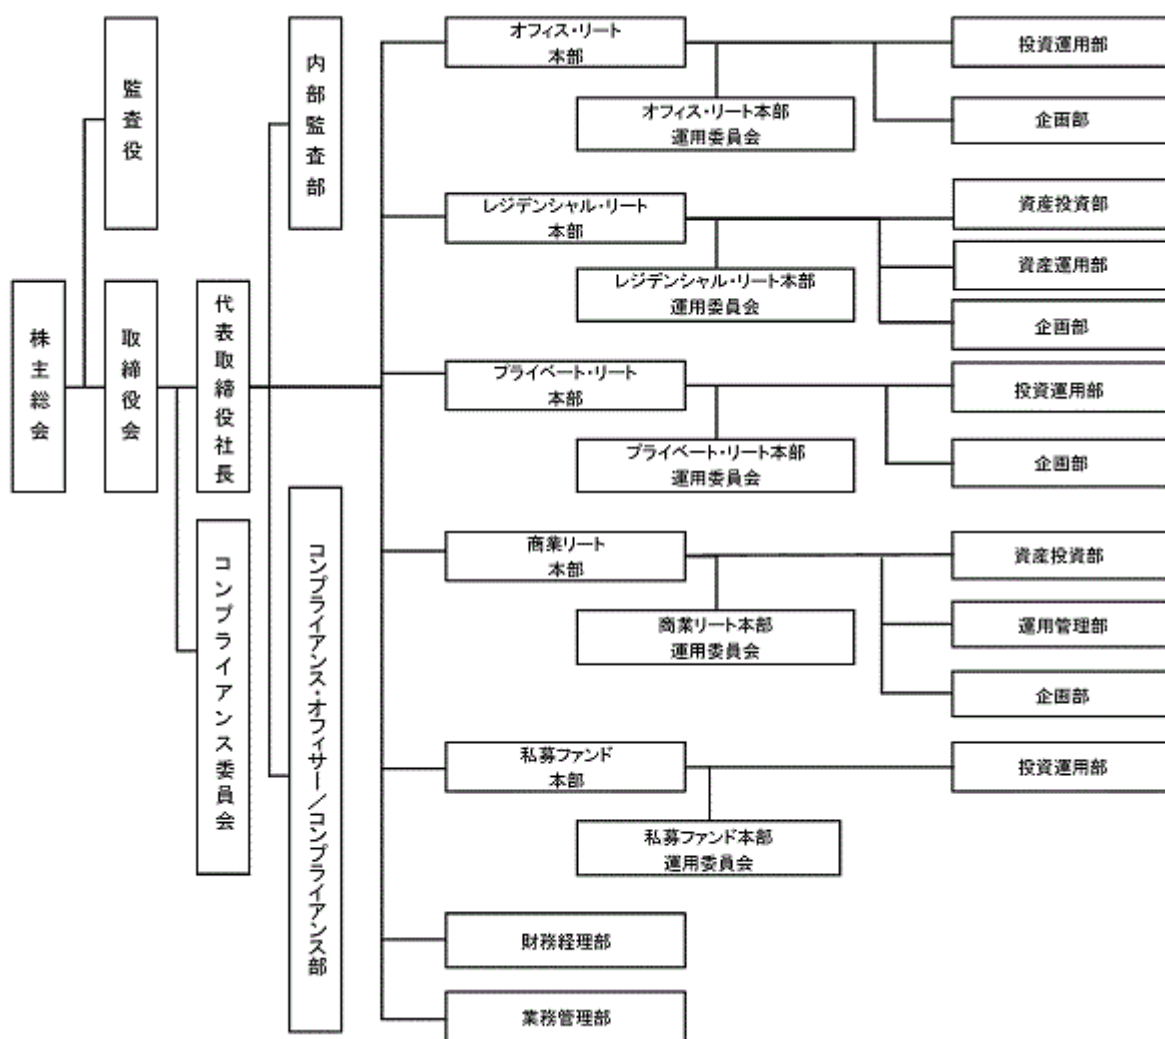 株主総会
監査役
取締役会
代表取締役社長
コンプライアンス委員会
内部監査部
コンプライアンス・オフィサー/コンプライアンス部
オフィス・リート
本部
オフィス・リート本部
運用委員会
投資運用部
企画部
レジデンシャル・リート
本部
レジデンシャル・リート本部
運用委員会
資産投資部
資産運用部
企画部
プライベート・リート
本部
プライベート・リート本部
運用委員会
投資運用部
企画部
商業リート
本部
商業リート本部
運用委員会
資産投資部
運用管理部
企画部
私募ファンド
本部
私募ファンド本部
運用委員会
投資運用部
財務経理部
業務管理部